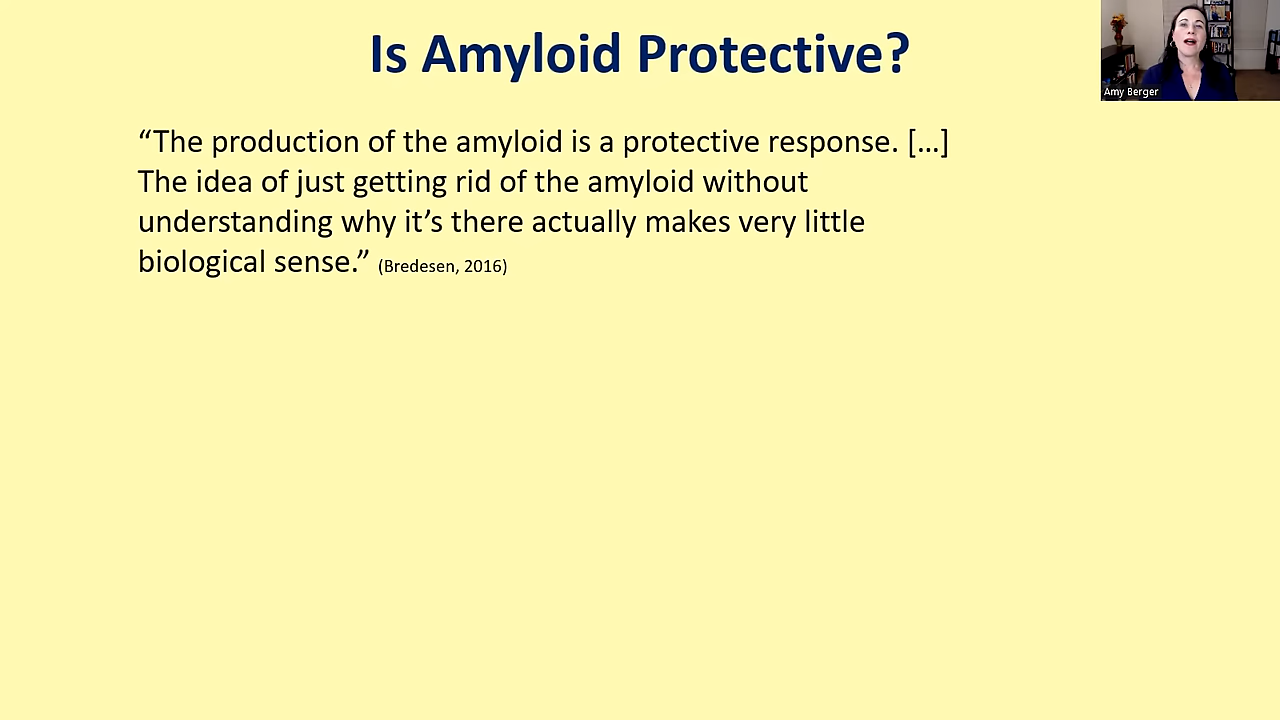 Is Amyloid Protective?
Amy Berger
“The production of the amyloid is a protective response. […]
The idea of just getting rid of the amyloid without
understanding why it’s there actually makes very little
biological sense.” (Bredesen, 2016)